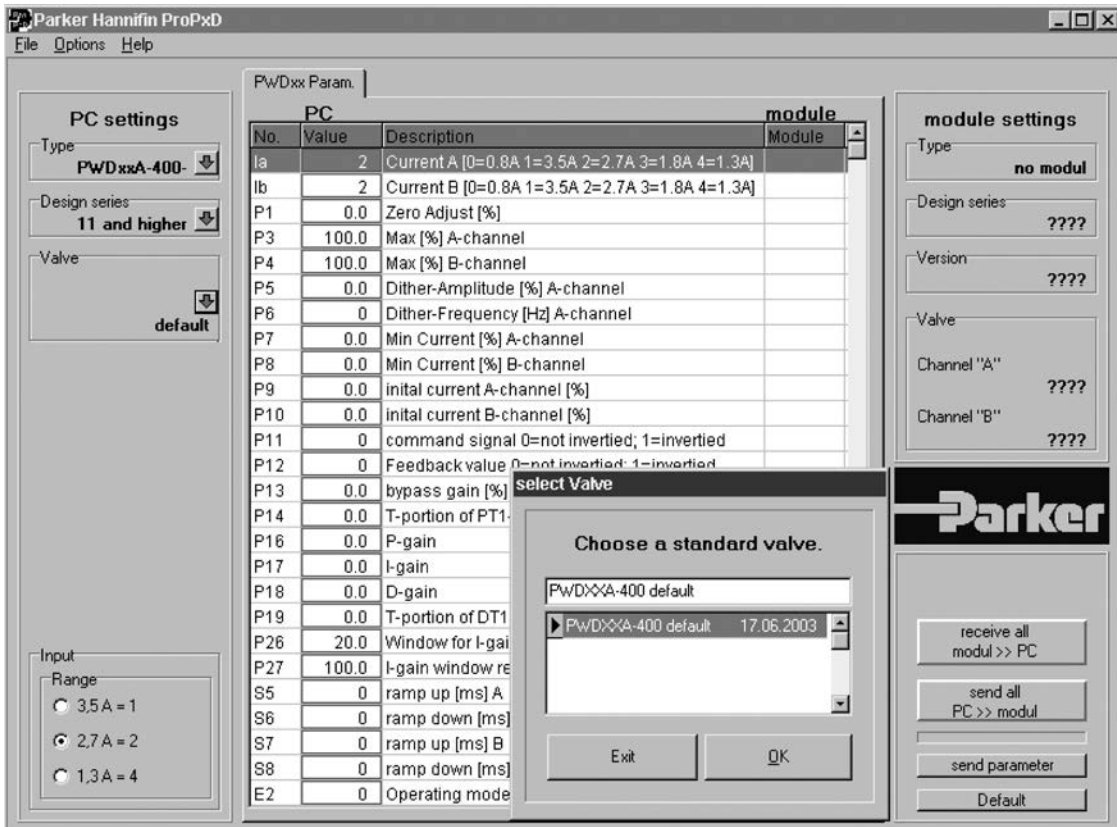 Parker Hannifin ProPxD
File Options Help
PC settings
Type
PWDxxA-400-
Design series
11 and higher
Valve
default
Input
Range
3,5 A = 1
2,7 A = 2
1,3 A = 4
PWDxx Param.
PC module
No. Value Description Module
Ia 2 Current A [0=0.8A 1=3.5A 2=2.7A 3=1.8A 4=1.3A]
Ib 2 Current B [0=0.8A 1=3.5A 2=2.7A 3=1.8A 4=1.3A]
P1 0.0 Zero Adjust [%]
P3 100.0 Max [%] A-channel
P4 100.0 Max [%] B-channel
P5 0.0 Dither-Amplitude [%] A-channel
P6 0 Dither-Frequency [Hz] A-channel
P7 0.0 Min Current [%] A-channel
P8 0.0 Min Current [%] B-channel
P9 0.0 inital current A-channel [%]
P10 0.0 inital current B-channel [%]
P11 0 command signal 0=not invertied; 1=invertied
P12 0 Feedback value 0=not invertied; 1=invertied
P13 0.0 bypass gain [%]
P14 0.0 T-portion of PT1-
P16 0.0 P-gain
P17 0.0 I-gain
P18 0.0 D-gain
P19 0.0 T-portion of DT1
P26 20.0 Window for I-gai
P27 100.0 I-gain window re
S5 0 ramp up [ms] A
S6 0 ramp down [ms]
S7 0 ramp up [ms] B
S8 0 ramp down [ms]
E2 0 Operating mode
select Valve
Choose a standard valve.
PWDXXA-400 default
PWDXXA-400 default 17.06.2003
Exit OK
module settings
Type
no modul
Design series
????
Version
????
Valve
Channel "A"
????
Channel "B"
????
Parker
receive all
modul >> PC
send all
PC >> modul
send parameter
Default